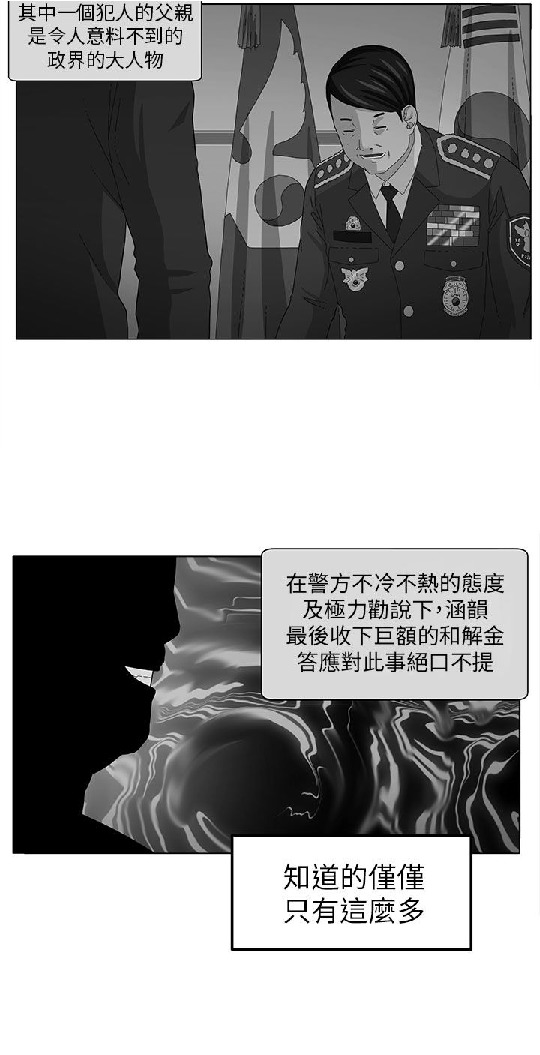 其中一個犯人的父親
是令人意料不到的
政界的大人物
在警方不冷不熱的態度
及極力勸說下，涵韻
最後收下巨額的和解金
答應對此事絕口不提
知道的僅僅
只有這麼多